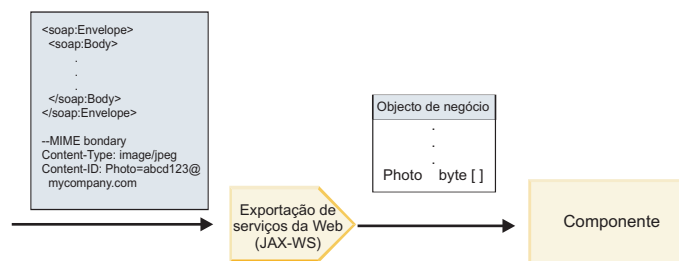 <soap:Envelope>
<soap:Body>
.
.
.
</soap:Body>
</soap:Envelope>
--MIME bondary
Content-Type: image/jpeg
Content-ID: Photo=abcd123@
mycompany.com
Objecto de negócio
.
.
.
Photo byte [ ]
Exportação de
serviços da Web
(JAX-WS)
Componente